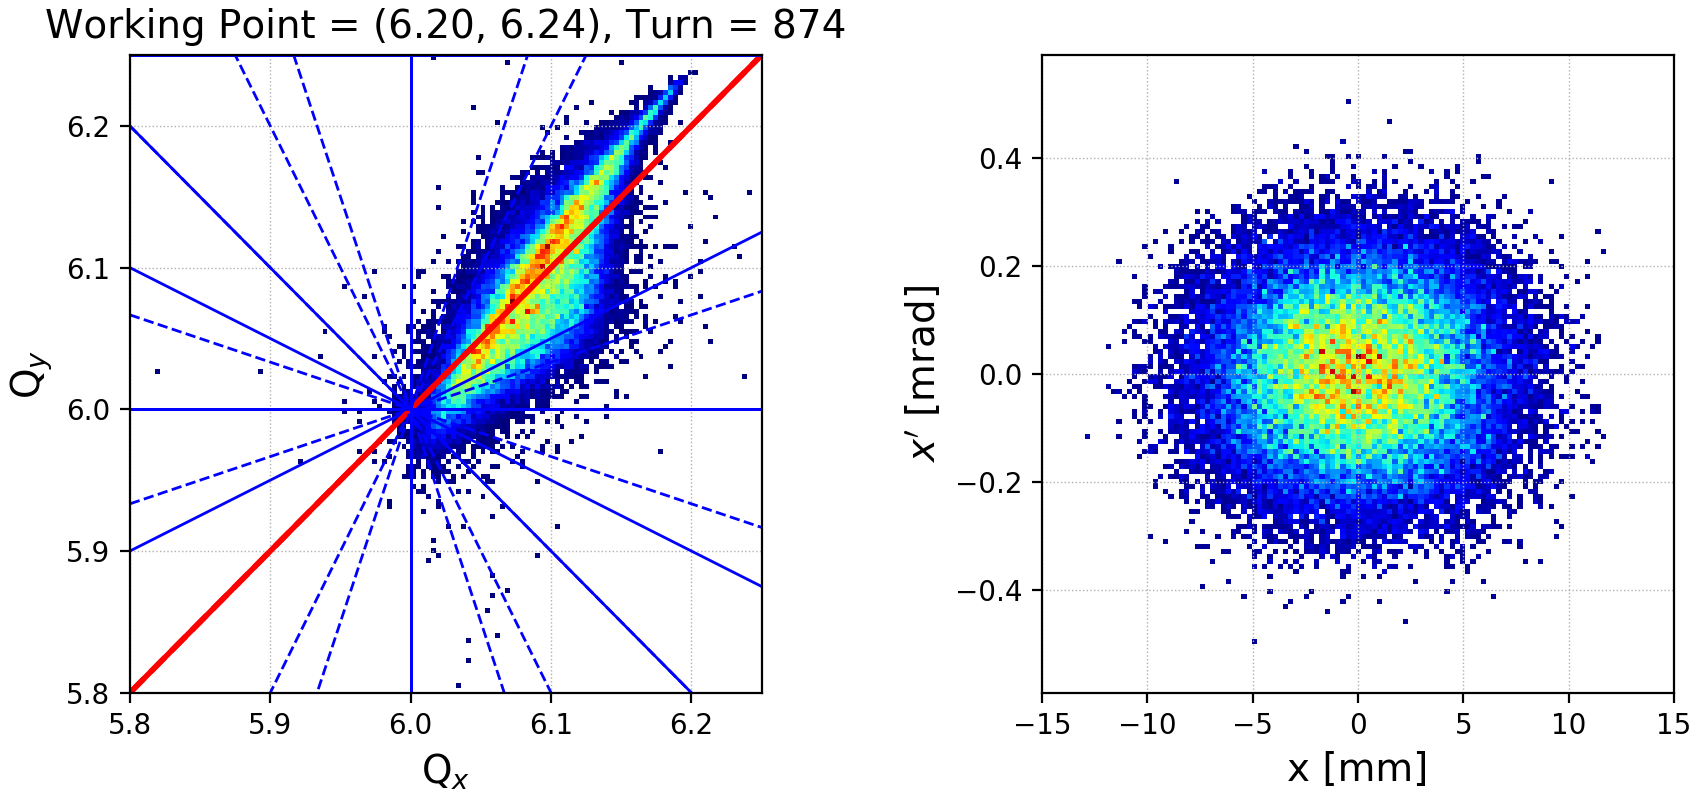 Working Point = (6.20, 6.24), Turn = 874
6.2
6.1
6.0
5.9
5.8
Qy
5.8 5.9 6.0 6.1 6.2
Qx
0.4
0.2
0.0
−0.2
−0.4
x′ [mrad]
−15 −10 −5 0 5 10 15
x [mm]